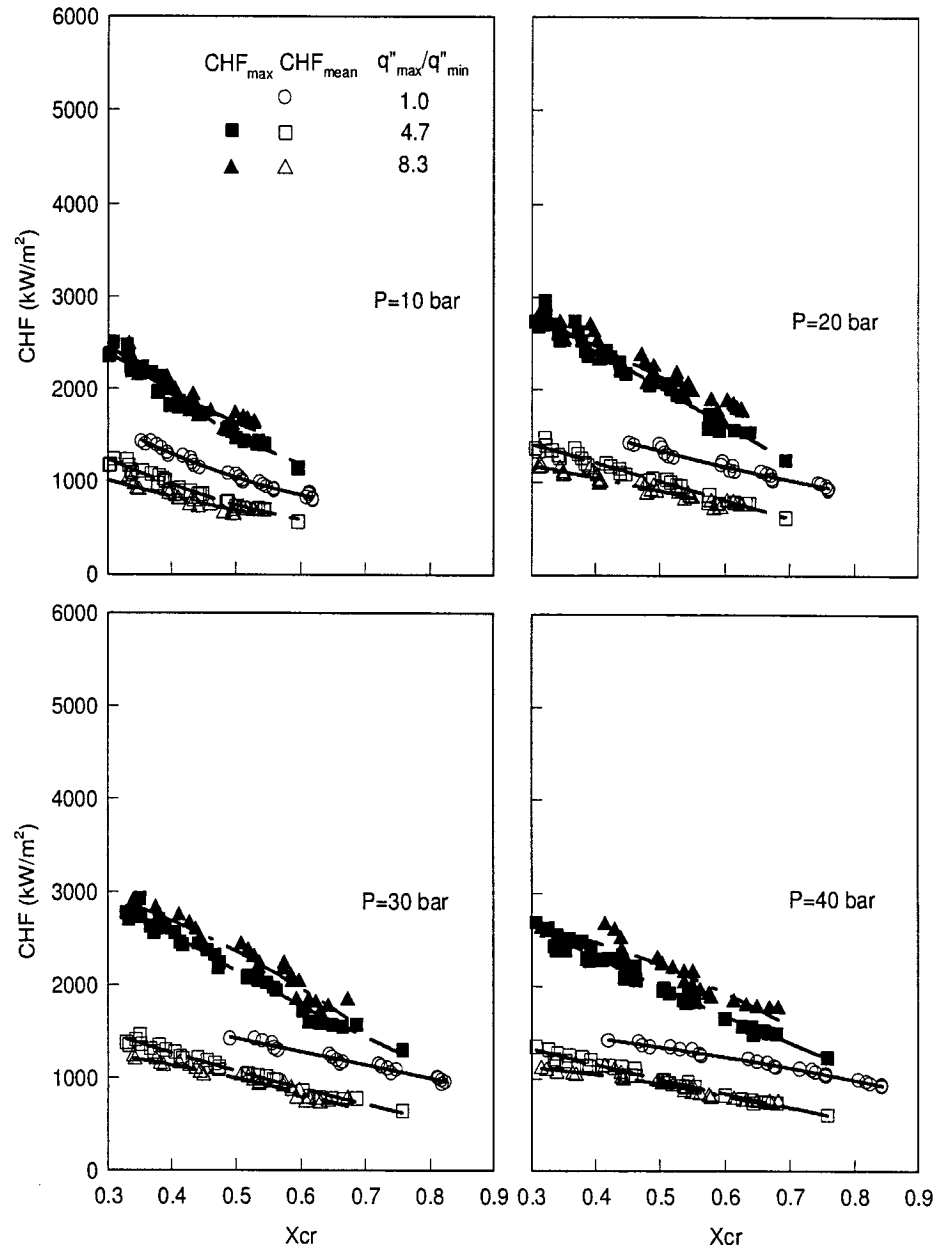 6000
5000
4000
3000
2000
1000
0
CHF (kW/m²)
CHFmax CHFmean q"max/q"min
1.0
4.7
8.3
P=10 bar
P=20 bar
6000
5000
4000
3000
2000
1000
0
CHF (kW/m²)
P=30 bar
P=40 bar
0.3 0.4 0.5 0.6 0.7 0.8 0.9
Xcr
0.3 0.4 0.5 0.6 0.7 0.8 0.9
Xcr